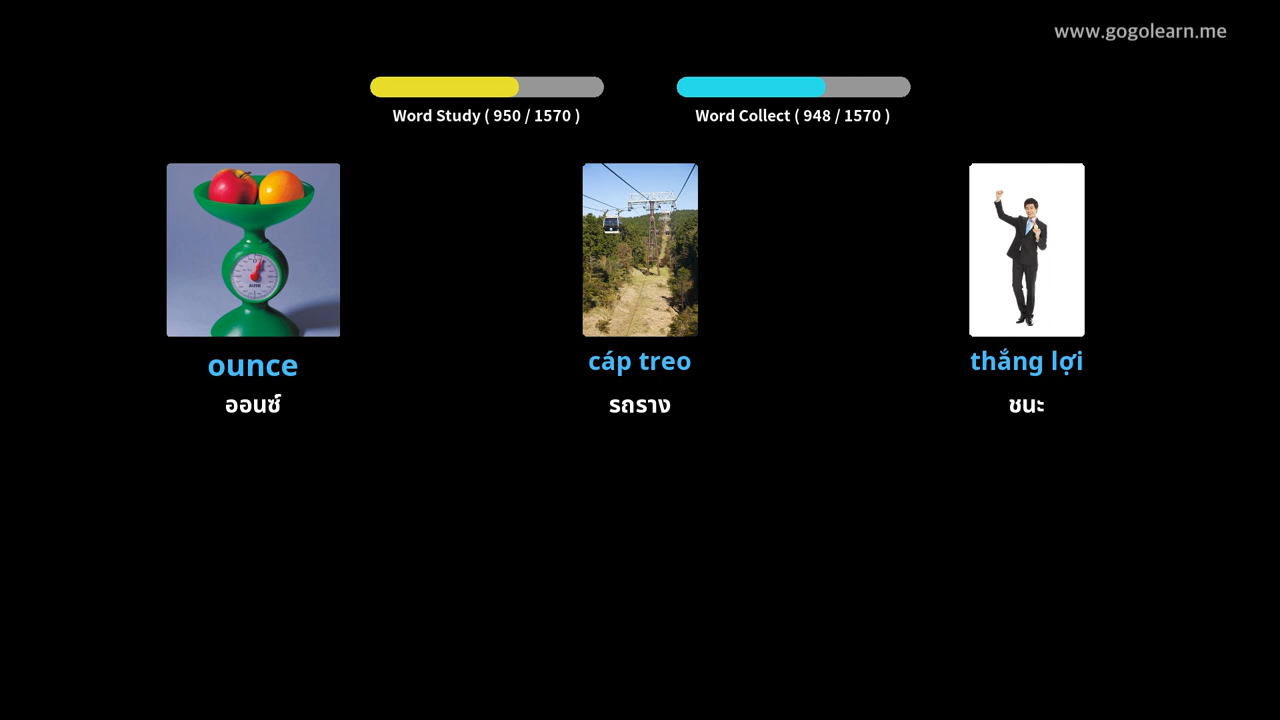 www.gogolearn.me
Word Study ( 950 / 1570 )
Word Collect ( 948 / 1570 )
ounce
cáp treo
thắng lợi
ออนซ์
รถราง
ชนะ